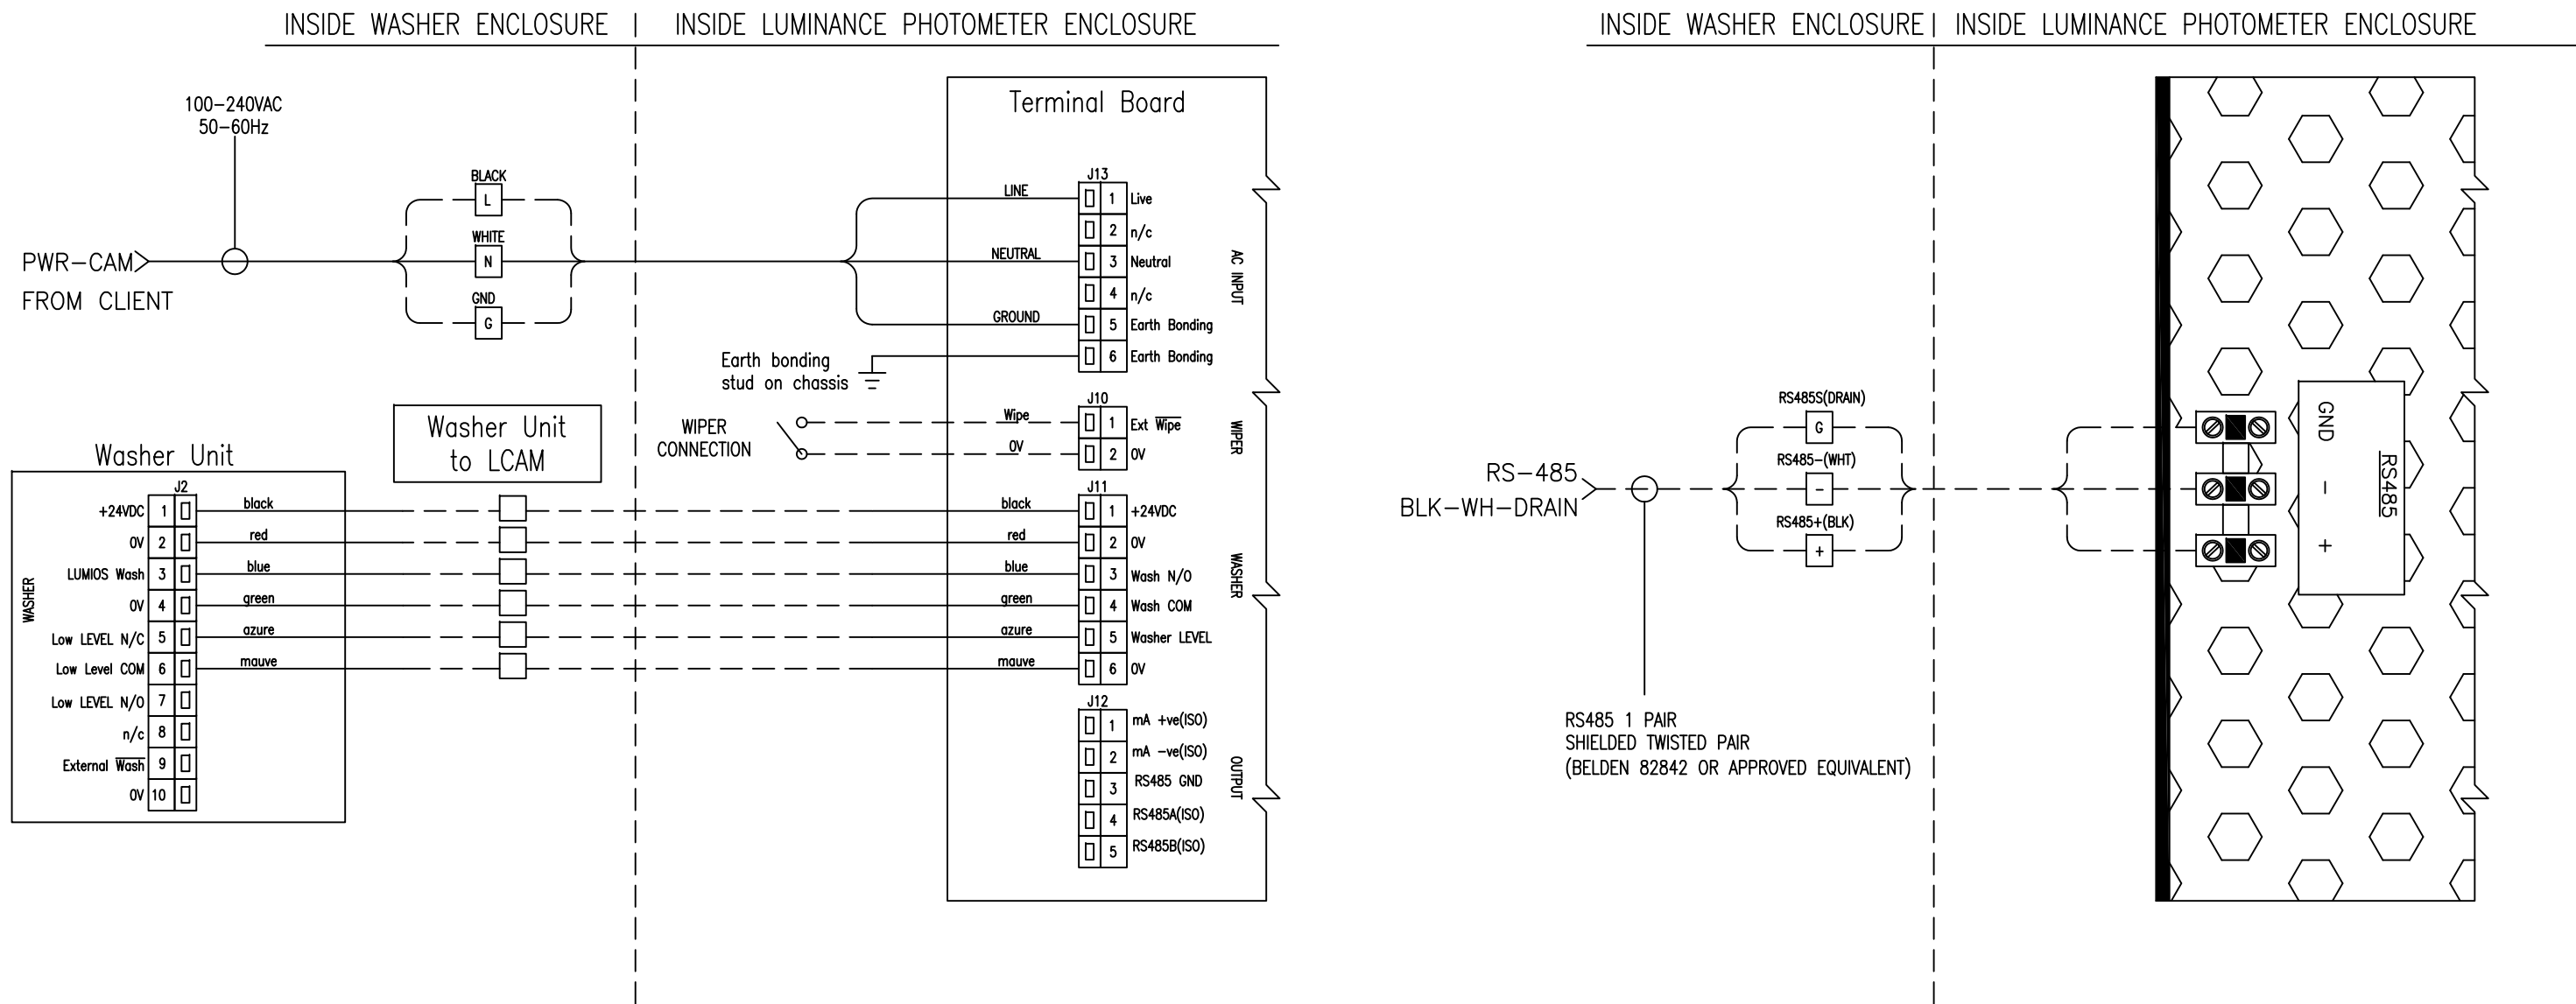 INSIDE WASHER ENCLOSURE
INSIDE LUMINANCE PHOTOMETER ENCLOSURE
100-240VAC
50-60Hz
PWR-CAM
FROM CLIENT
BLACK
L
WHITE
N
GND
G
Terminal Board
J13
LINE
1 Live
2 n/c
NEUTRAL
3 Neutral
4 n/c
GROUND
5 Earth Bonding
6 Earth Bonding
AC INPUT
Earth bonding
stud on chassis
WIPER
CONNECTION
J10
Wipe
1 Ext Wipe
0V
2 0V
WIPER
Washer Unit
to LCAM
Washer Unit
J2
+24VDC 1 black
0V 2 red
LUMIOS Wash 3 blue
0V 4 green
Low LEVEL N/C 5 azure
Low Level COM 6 mauve
Low LEVEL N/O 7
n/c 8
External Wash 9
0V 10
WASHER
J11
black 1 +24VDC
red 2 0V
blue 3 Wash N/O
green 4 Wash COM
azure 5 Washer LEVEL
mauve 6 0V
WASHER
J12
1 mA +ve(ISO)
2 mA -ve(ISO)
3 RS485 GND
4 RS485A(ISO)
5 RS485B(ISO)
OUTPUT
INSIDE WASHER ENCLOSURE
INSIDE LUMINANCE PHOTOMETER ENCLOSURE
RS-485
BLK-WH-DRAIN
RS485S(DRAIN)
G
RS485-(WHT)
-
RS485+(BLK)
+
RS485 1 PAIR
SHIELDED TWISTED PAIR
(BELDEN 82842 OR APPROVED EQUIVALENT)
GND - +
RS485